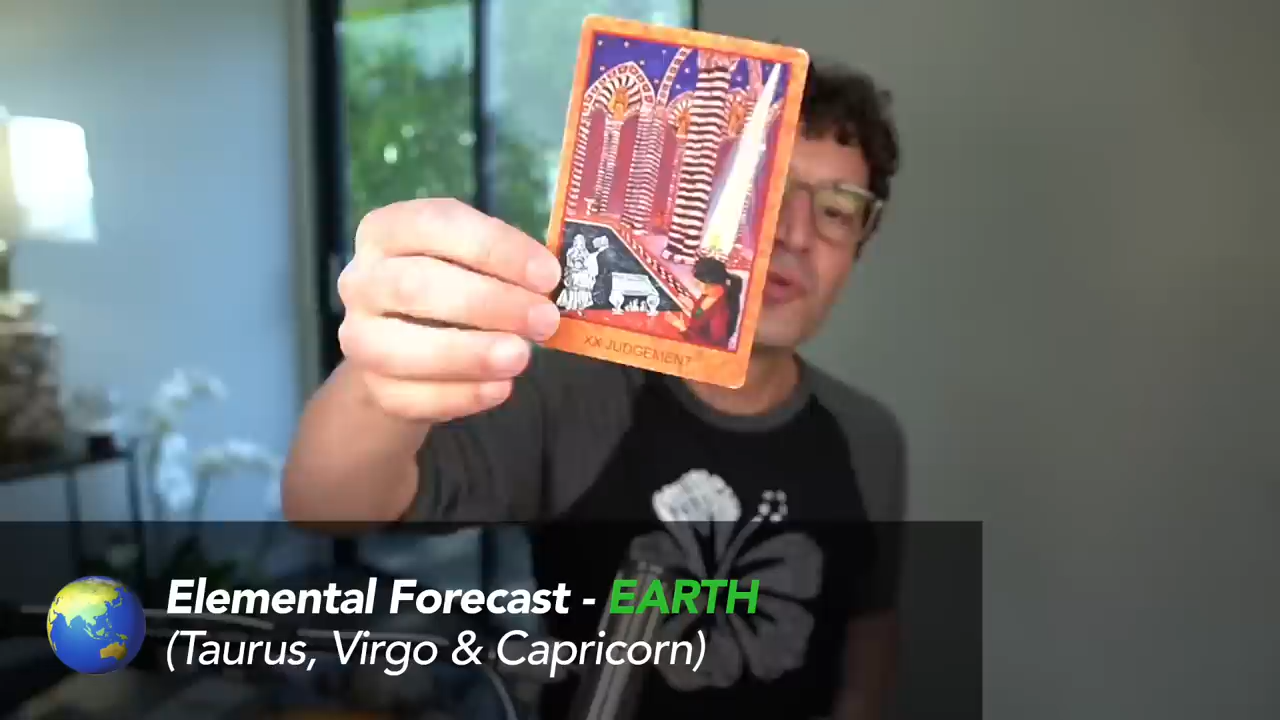 XX JUDGEMENT
Elemental Forecast - EARTH
(Taurus, Virgo & Capricorn)